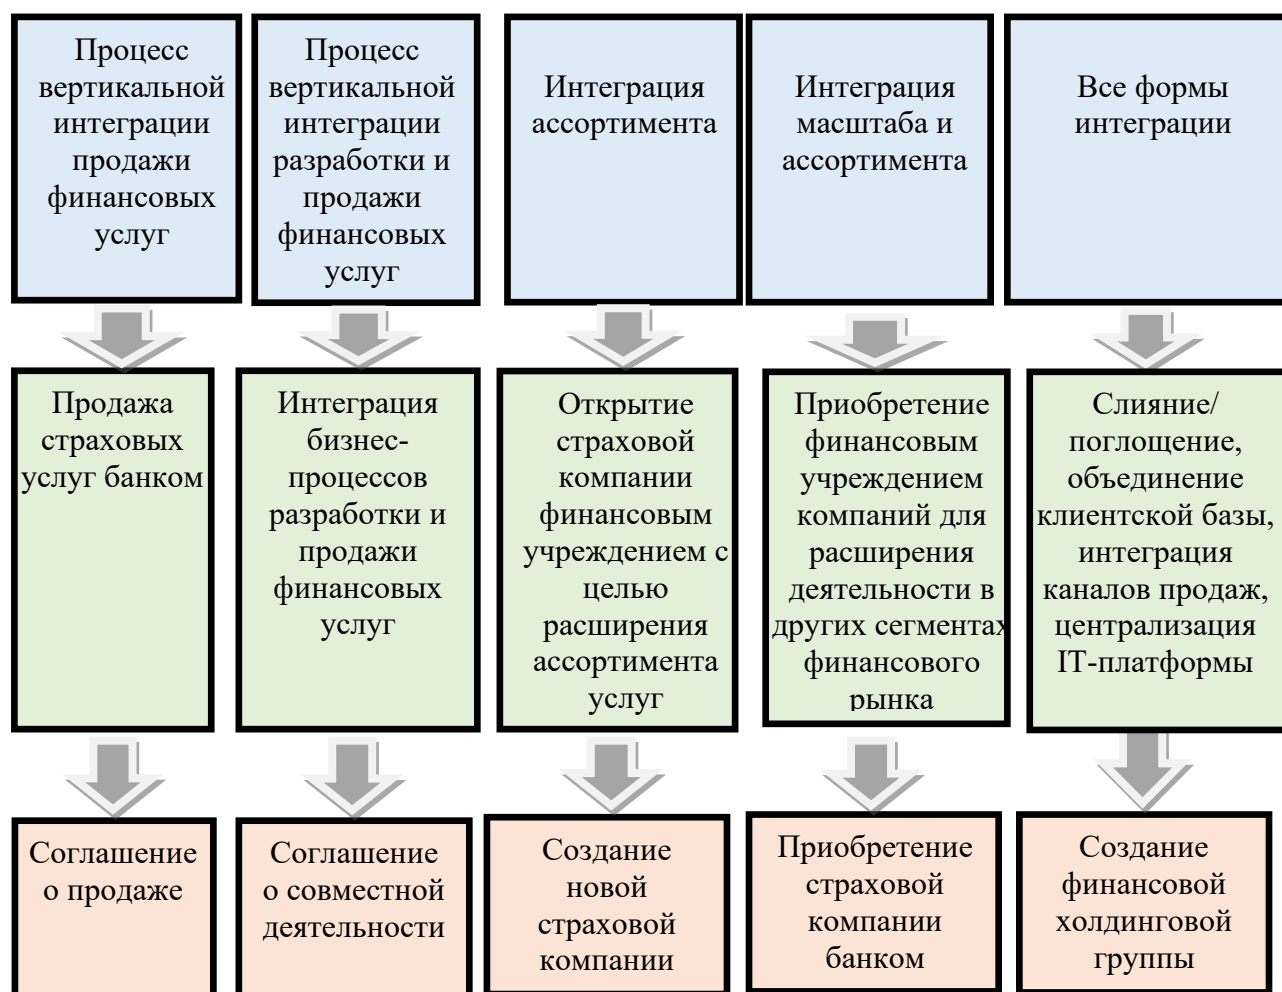 Процесс
вертикальной
интеграции
продажи
финансовых
услуг
Процесс
вертикальной
интеграции
разработки и
продажи
финансовых
услуг
Интеграция
ассортимента
Интеграция
масштаба и
ассортимента
Все формы
интеграции
Продажа
страховых
услуг банком
Интеграция
бизнес-
процессов
разработки и
продажи
финансовых
услуг
Открытие
страховой
компании
финансовым
учреждением с
целью
расширения
ассортимента
услуг
Приобретение
финансовым
учреждением
компаний для
расширения
деятельности в
других сегментах
финансового
рынка
Слияние/
поглощение,
объединение
клиентской базы,
интеграция
каналов продаж,
централизация
IT-платформы
Соглашение
о продаже
Соглашение
о совместной
деятельности
Создание
новой
страховой
компании
Приобретение
страховой
компании
банком
Создание
финансовой
холдинговой
группы